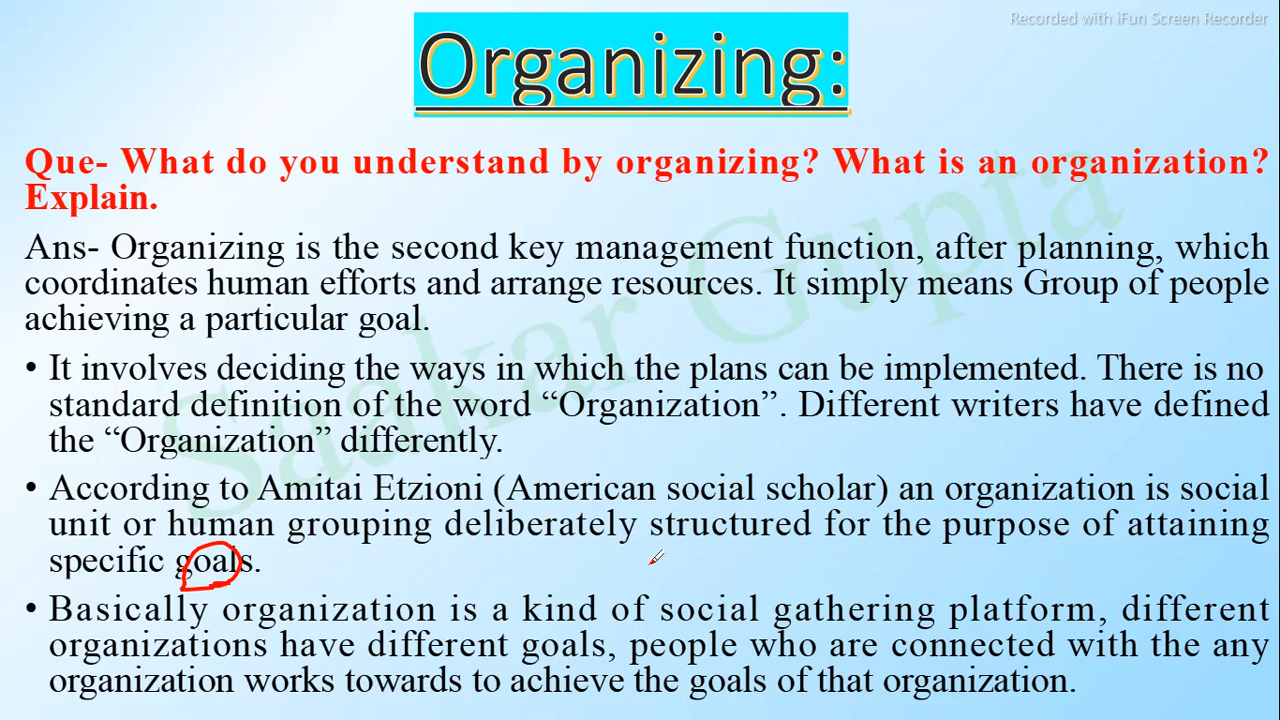 Recorded with iFun Screen Recorder
Organizing:
Que- What do you understand by organizing? What is an organization?
Explain.
Ans- Organizing is the second key management function, after planning, which
coordinates human efforts and arrange resources. It simply means Group of people
achieving a particular goal.
• It involves deciding the ways in which the plans can be implemented. There is no
standard definition of the word “Organization”. Different writers have defined
the “Organization” differently.
• According to Amitai Etzioni (American social scholar) an organization is social
unit or human grouping deliberately structured for the purpose of attaining
specific goals.
• Basically organization is a kind of social gathering platform, different
organizations have different goals, people who are connected with the any
organization works towards to achieve the goals of that organization.
Saakar Gupta